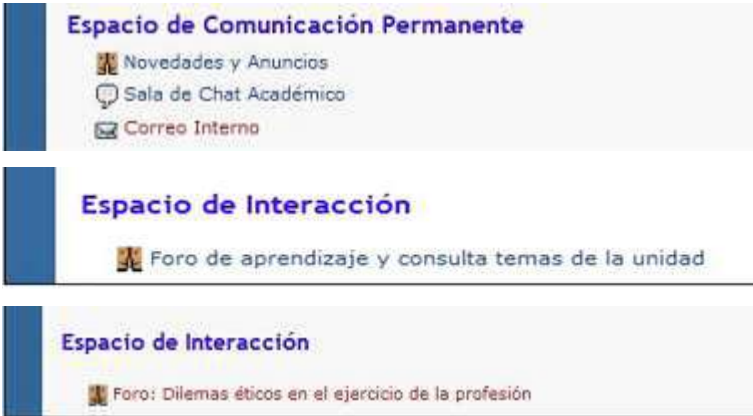 Espacio de Comunicación Permanente
Novedades y Anuncios
Sala de Chat Académico
Correo Interno
Espacio de Interacción
Foro de aprendizaje y consulta temas de la unidad
Espacio de Interacción
Foro: Dilemas éticos en el ejercicio de la profesión